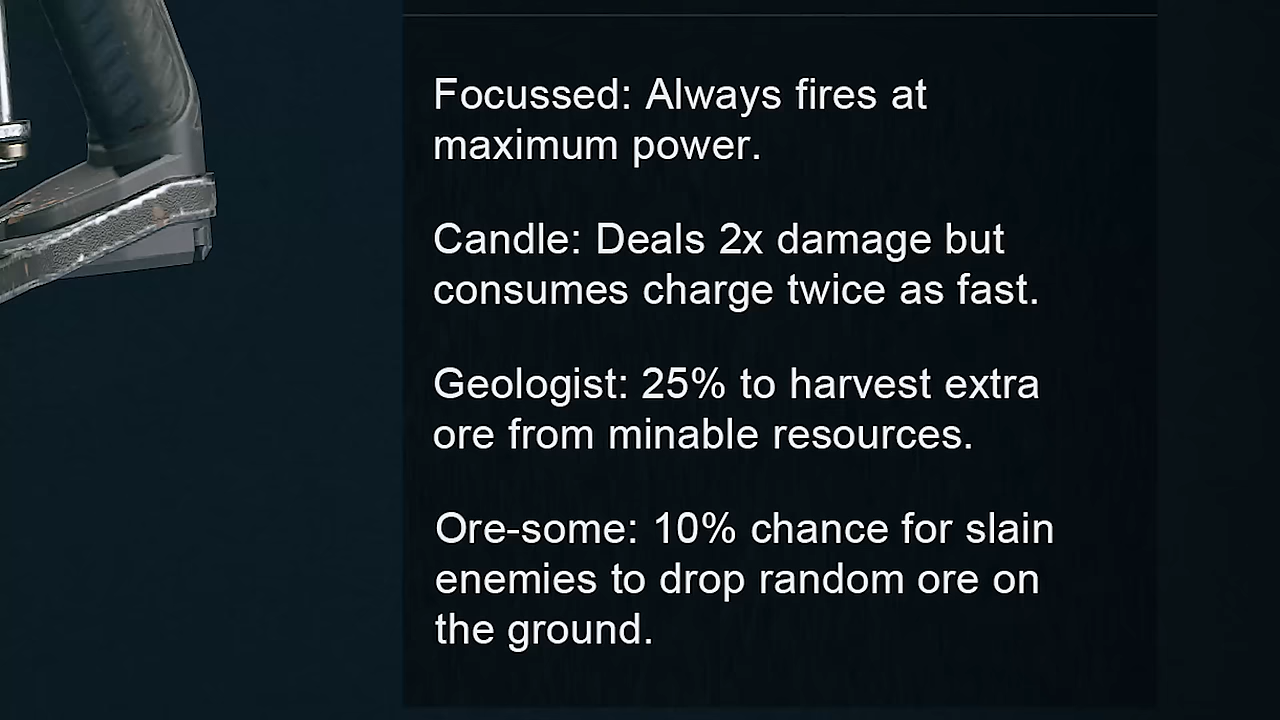 Focussed: Always fires at
maximum power.
Candle: Deals 2x damage but
consumes charge twice as fast.
Geologist: 25% to harvest extra
ore from minable resources.
Ore-some: 10% chance for slain
enemies to drop random ore on
the ground.